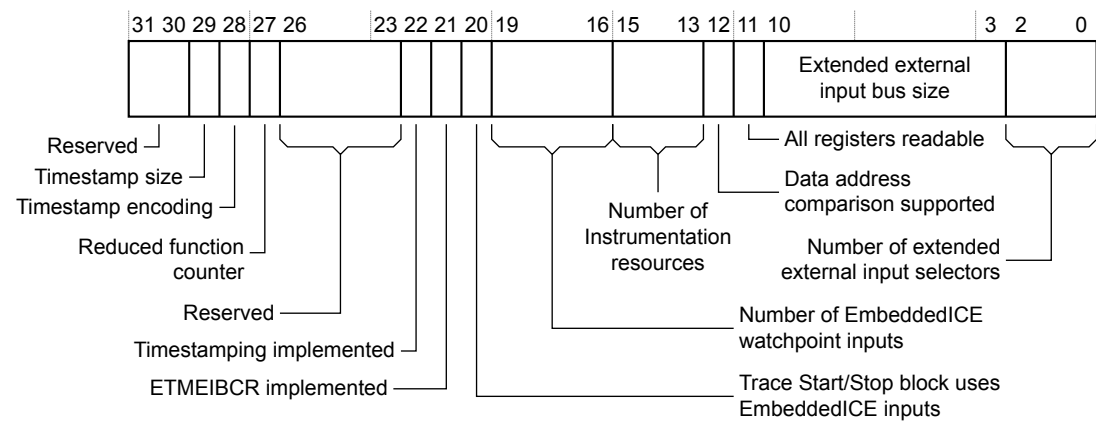 31 30 29 28 27 26 23 22 21 20 19 16 15 13 12 11 10 3 2 0
Extended external
input bus size
Reserved
All registers readable
Timestamp size
Data address
comparison supported
Timestamp encoding
Number of
Instrumentation
resources
Reduced function
counter
Number of extended
external input selectors
Reserved
Number of EmbeddedICE
watchpoint inputs
Timestamping implemented
ETMEIBCR implemented
Trace Start/Stop block uses
EmbeddedICE inputs